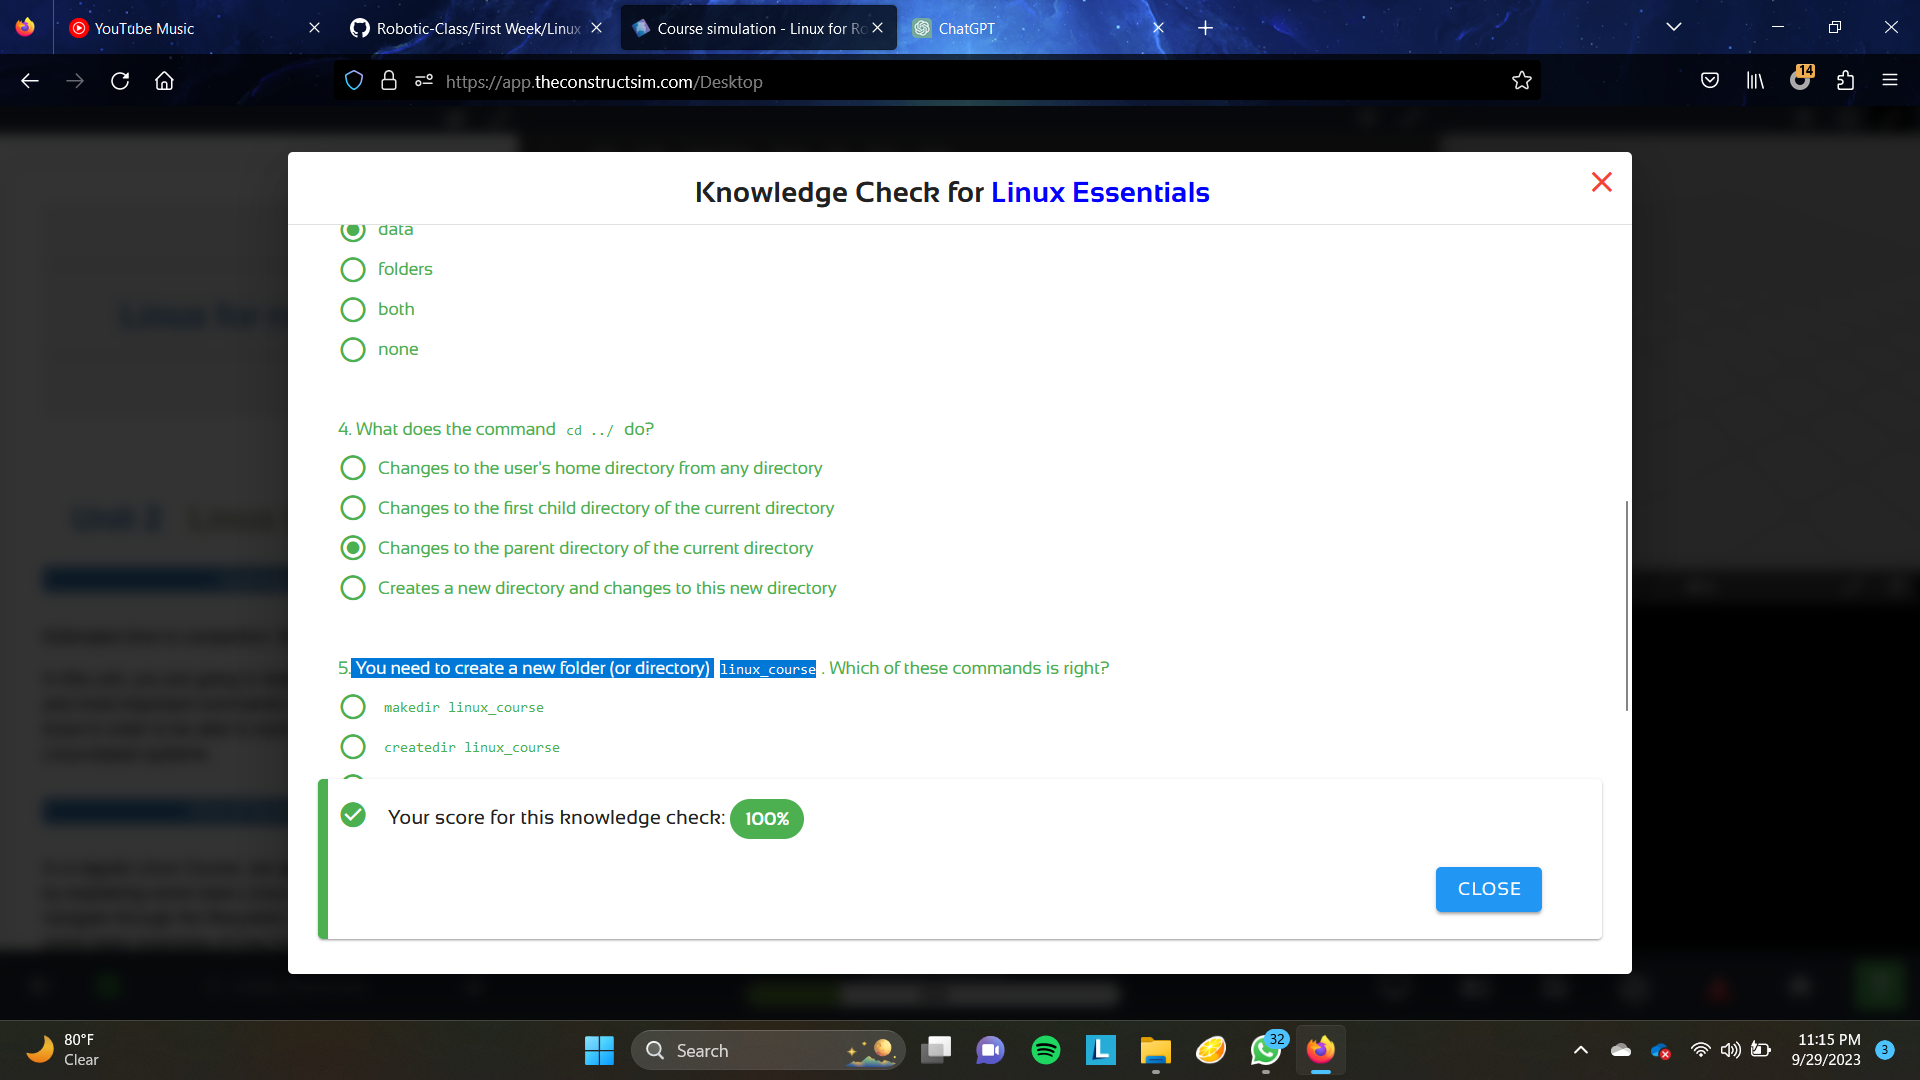 YouTube Music
Robotic-Class/First Week/Linux
Course simulation - Linux for Ro
ChatGPT
https://app.theconstructsim.com/Desktop
14
Knowledge Check for Linux Essentials
data
folders
both
none
4. What does the command cd ../ do?
Changes to the user's home directory from any directory
Changes to the first child directory of the current directory
Changes to the parent directory of the current directory
Creates a new directory and changes to this new directory
5. You need to create a new folder (or directory) linux_course . Which of these commands is right?
makedir linux_course
createdir linux_course
Your score for this knowledge check: 100%
CLOSE
Linux for
Unit 2 Linux
80°F
Clear
Search
L
32
11:15 PM
9/29/2023
3